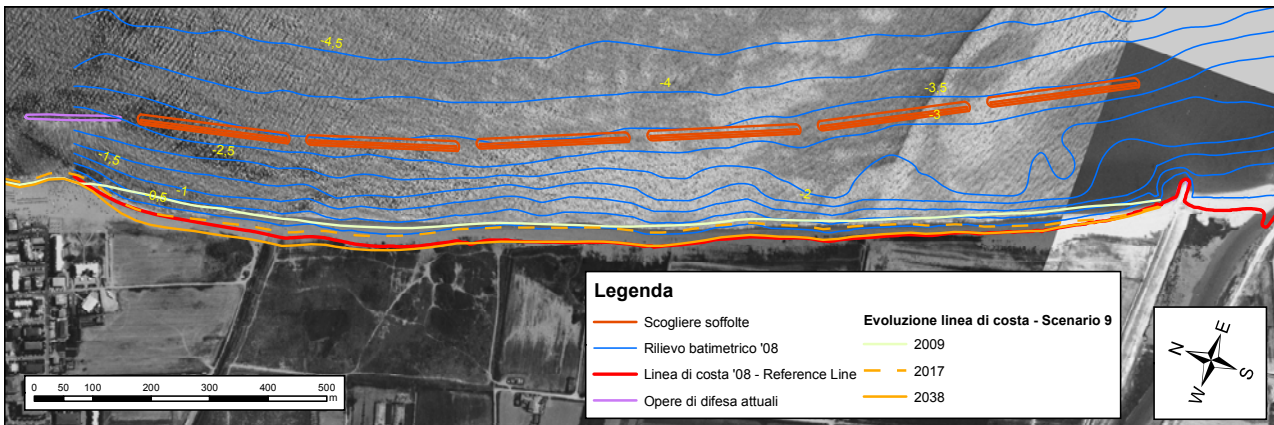 -4.5
-4
-3.5
-3
-2,5
-1,5
-1
-0,5
-2
Legenda
Scogliere soffolte
Rilievo batimetrico '08
Linea di costa '08 - Reference Line
Opere di difesa attuali
Evoluzione linea di costa - Scenario 9
2009
2017
2038
0 50 100 200 300 400 500
m
N E
W S